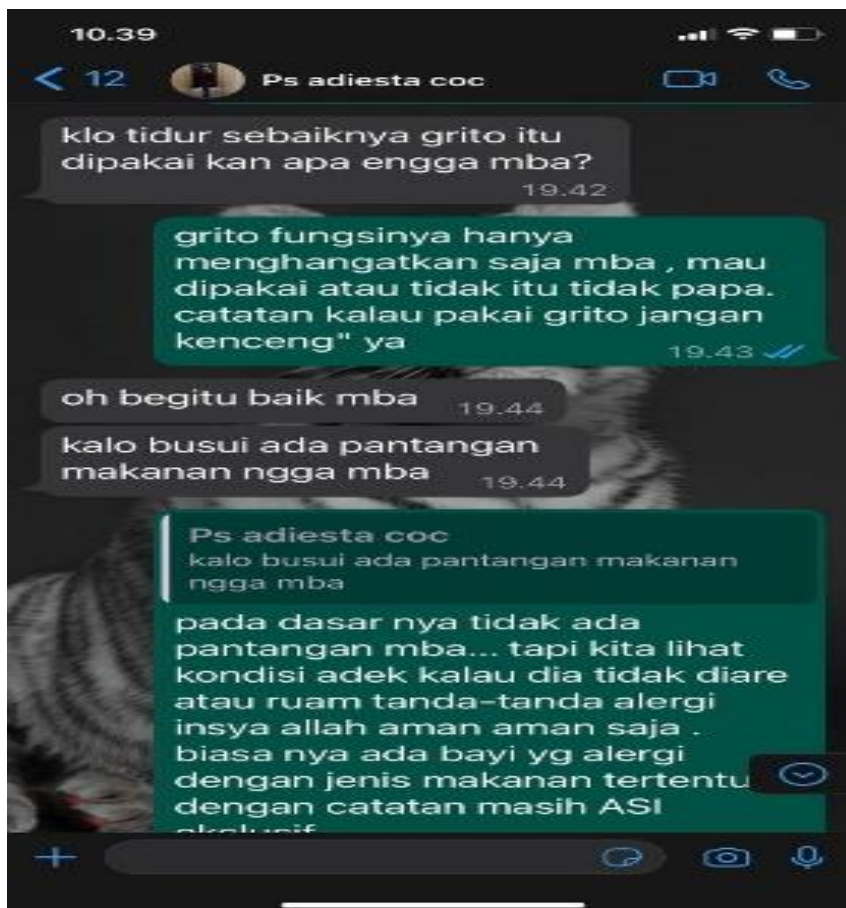 10.39
12 Ps adiesta coc
klo tidur sebaiknya grito itu
dipakai kan apa engga mba?
19.42
grito fungsinya hanya
menghangatkan saja mba , mau
dipakai atau tidak itu tidak papa.
catatan kalau pakai grito jangan
kenceng" ya
19.43
oh begitu baik mba 19.44
kalo busui ada pantangan
makanan ngga mba 19.44
Ps adiesta coc
kalo busui ada pantangan makanan
ngga mba
pada dasar nya tidak ada
pantangan mba... tapi kita lihat
kondisi adek kalau dia tidak diare
atau ruam tanda-tanda alergi
insya allah aman aman saja .
biasa nya ada bayi yg alergi
dengan jenis makanan tertentu
dengan catatan masih ASI